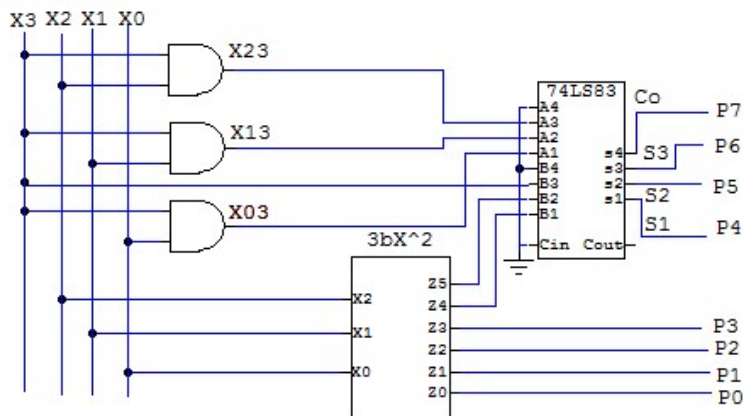 X3 X2 X1 X0
X23
X13
X03
74LS83
A4
A3
A2
A1
B4
B3
B2
B1
Cin Cout
s4
s3
s2
s1
Co
S3
S2
S1
P7
P6
P5
P4
3bX^2
X2
X1
X0
Z5
Z4
Z3
Z2
Z1
Z0
P3
P2
P1
P0